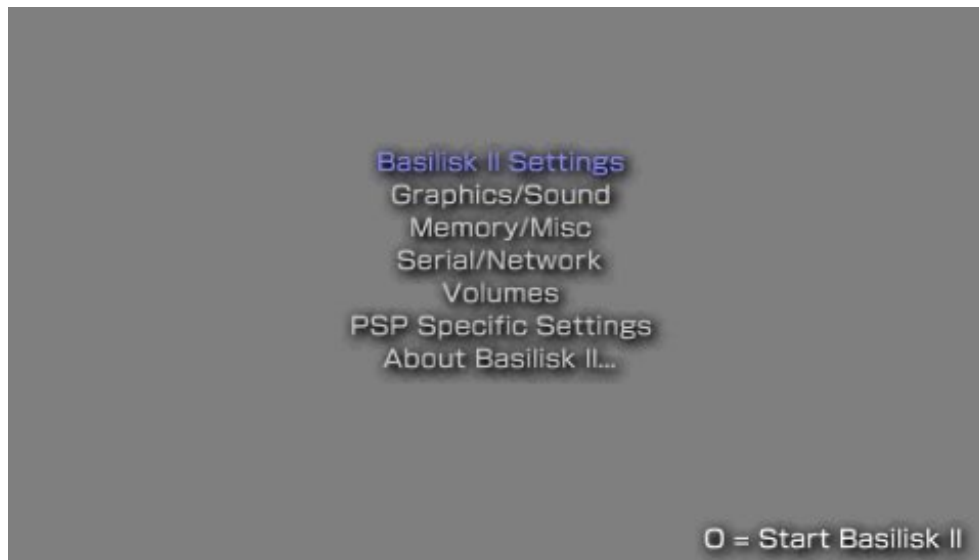 Basilisk II Settings
Graphics/Sound
Memory/Misc
Serial/Network
Volumes
PSP Specific Settings
About Basilisk II...
O = Start Basilisk II